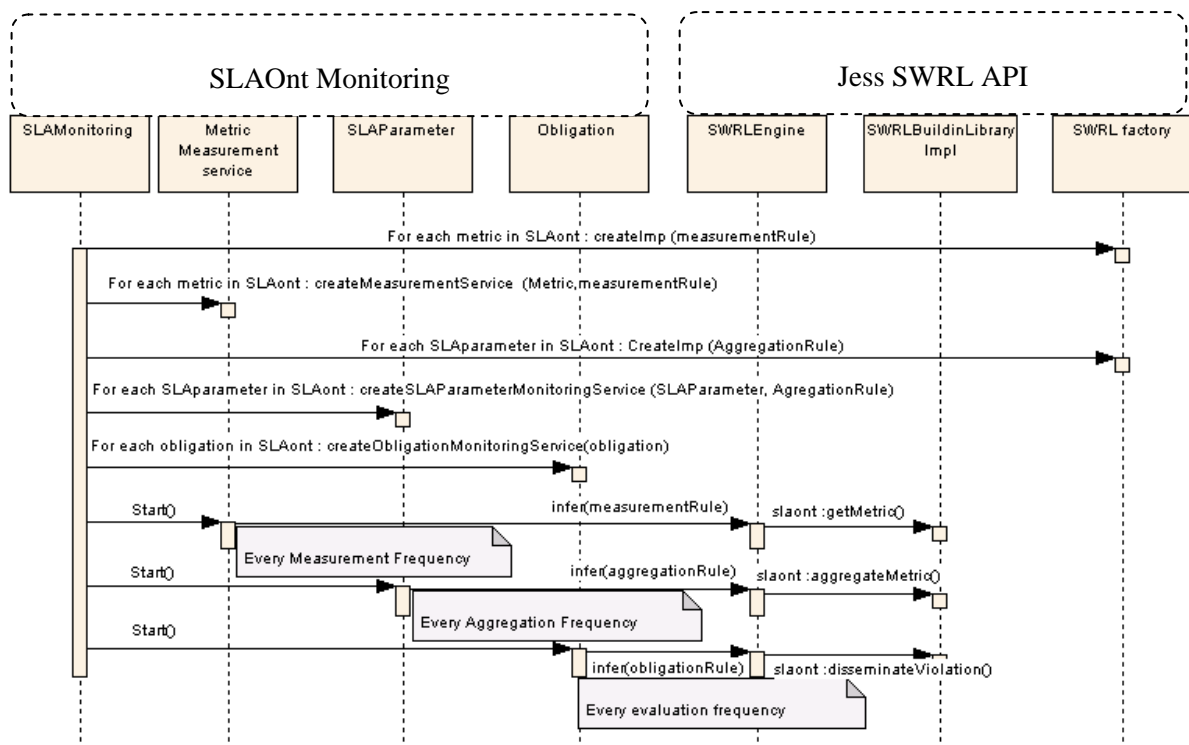 SLAOnt Monitoring
Jess SWRL API
SLAMonitoring
Metric
Measurement
service
SLAParameter
Obligation
SWRLEngine
SWRLBuildinLibrary
Impl
SWRL factory
For each metric in SLAont : createImp (measurementRule)
For each metric in SLAont : createMeasurementService (Metric,measurementRule)
For each SLAparameter in SLAont : CreateImp (AggregationRule)
For each SLAparameter in SLAont : createSLAParameterMonitoringService (SLAParameter, AgregationRule)
For each obligation in SLAont : createObligationMonitoringService(obligation)
Start()
infer(measurementRule)
slaont :getMetric()
Every Measurement Frequency
Start()
infer(aggregationRule)
slaont :aggregateMetric()
Every Aggregation Frequency
Start()
infer(obligationRule)
slaont :disseminateViolation()
Every evaluation frequency